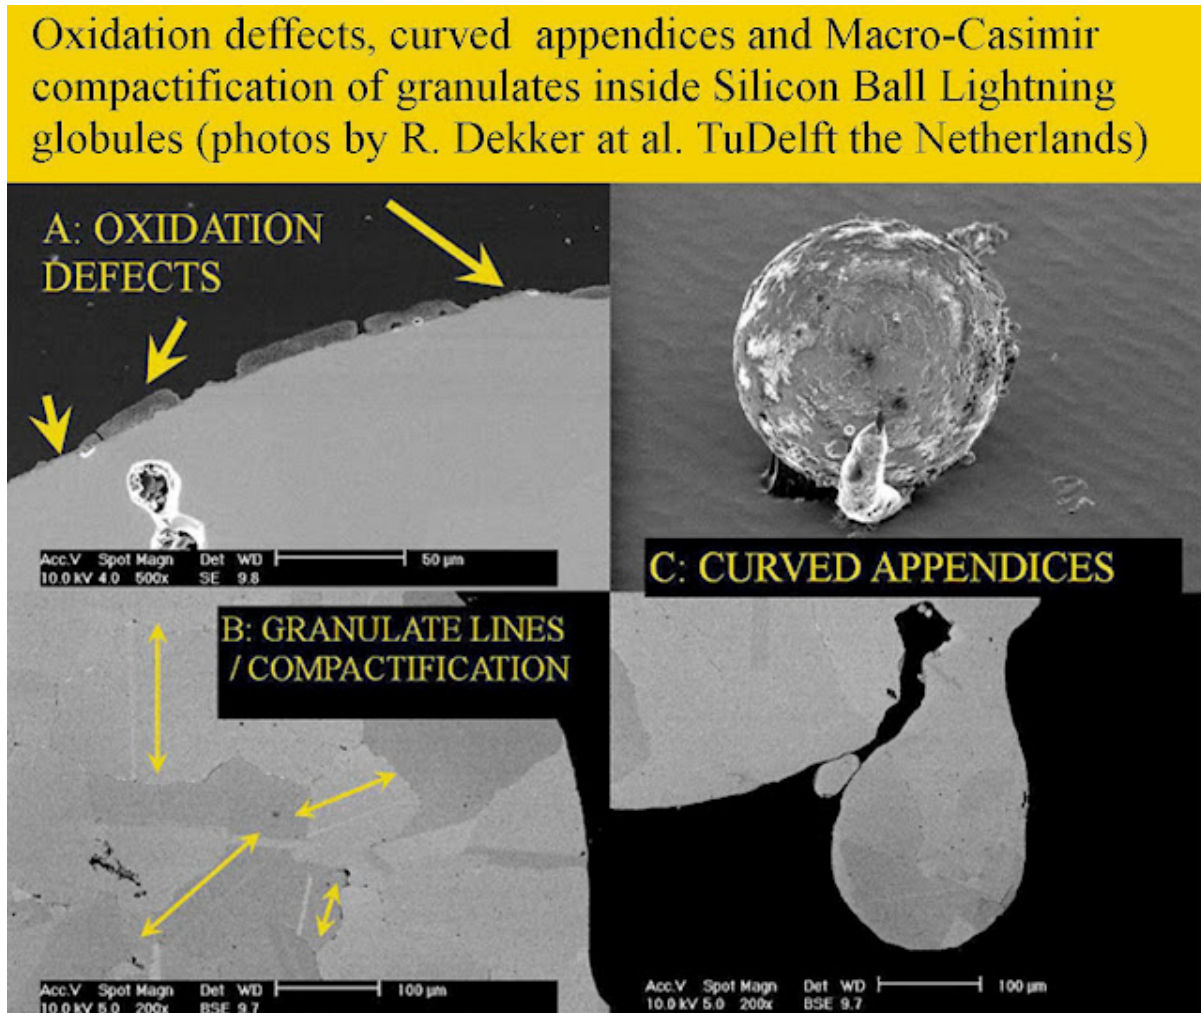 Oxidation deffects, curved appendices and Macro-Casimir
compactification of granulates inside Silicon Ball Lightning
globules (photos by R. Dekker at al. TuDelft the Netherlands)
A: OXIDATION
DEFECTS
Acc.V Spot Magn Det WD 50 µm
10.0 kV 4.0 500x SE 9.8
C: CURVED APPENDICES
B: GRANULATE LINES
/ COMPACTIFICATION
Acc.V Spot Magn Det WD 100 µm
10.0 kV 5.0 200x BSE 9.7
Acc.V Spot Magn Det WD 100 µm
10.0 kV 5.0 200x BSE 9.7